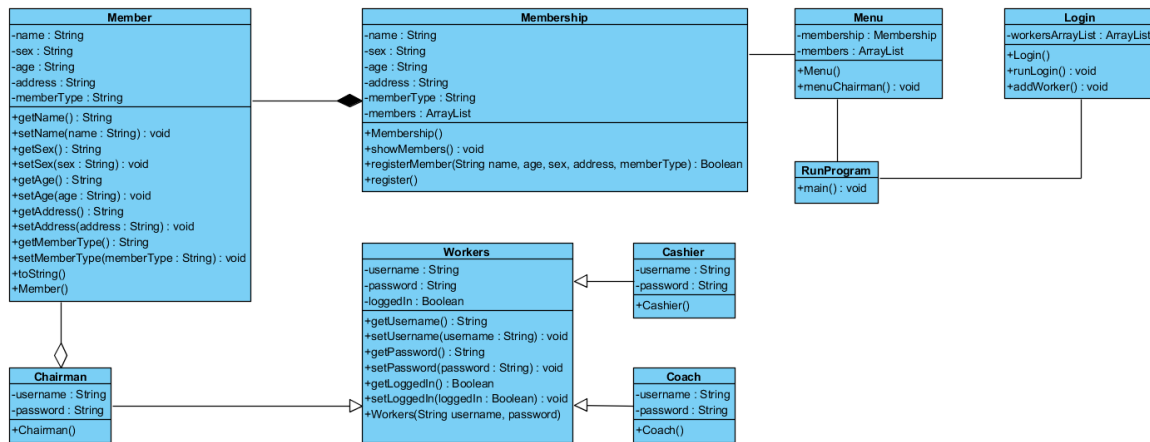 Member
-name : String
-sex : String
-age : String
-address : String
-memberType : String
+getName() : String
+setName(name : String) : void
+getSex() : String
+setSex(sex : String) : void
+getAge() : String
+setAge(age : String) : void
+getAddress() : String
+setAddress(address : String) : void
+getMemberType() : String
+setMemberType(memberType : String) : void
+toString()
+Member()
Membership
-name : String
-sex : String
-age : String
-address : String
-memberType : String
-members : ArrayList
+Membership()
+showMembers() : void
+registerMember(String name, age, sex, address, memberType) : Boolean
+register()
Menu
-membership : Membership
-members : ArrayList
+Menu()
+menuChairman() : void
Login
-workersArrayList : ArrayList
+Login()
+runLogin() : void
+addWorker() : void
RunProgram
+main() : void
Workers
-username : String
-password : String
-loggedIn : Boolean
+getUsername() : String
+setUsername(username : String) : void
+getPassword() : String
+setPassword(password : String) : void
+getLoggedIn() : Boolean
+setLoggedIn(loggedIn : Boolean) : void
+Workers(String username, password)
Cashier
-username : String
-password : String
+Cashier()
Chairman
-username : String
-password : String
+Chairman()
Coach
-username : String
-password : String
+Coach()